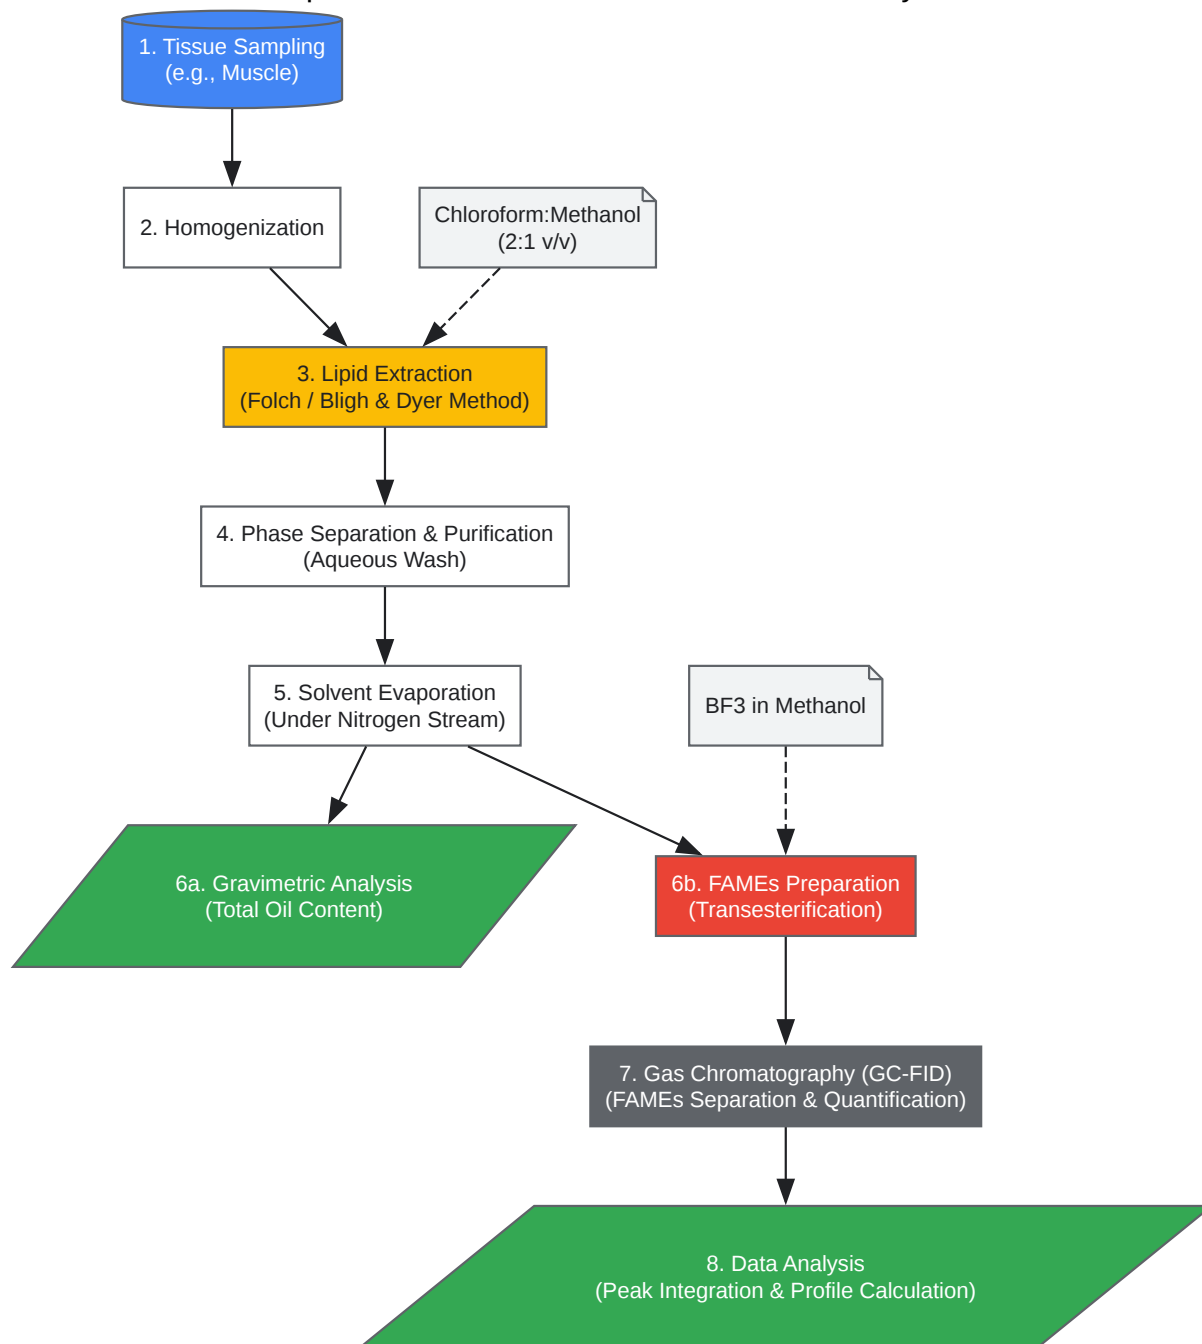 1. Tissue Sampling
(e.g., Muscle)
2. Homogenization
Chloroform:Methanol
(2:1 v/v)
3. Lipid Extraction
(Folch / Bligh & Dyer Method)
4. Phase Separation & Purification
(Aqueous Wash)
5. Solvent Evaporation
(Under Nitrogen Stream)
BF3 in Methanol
6a. Gravimetric Analysis
(Total Oil Content)
6b. FAMEs Preparation
(Transesterification)
7. Gas Chromatography (GC-FID)
(FAMEs Separation & Quantification)
8. Data Analysis
(Peak Integration & Profile Calculation)